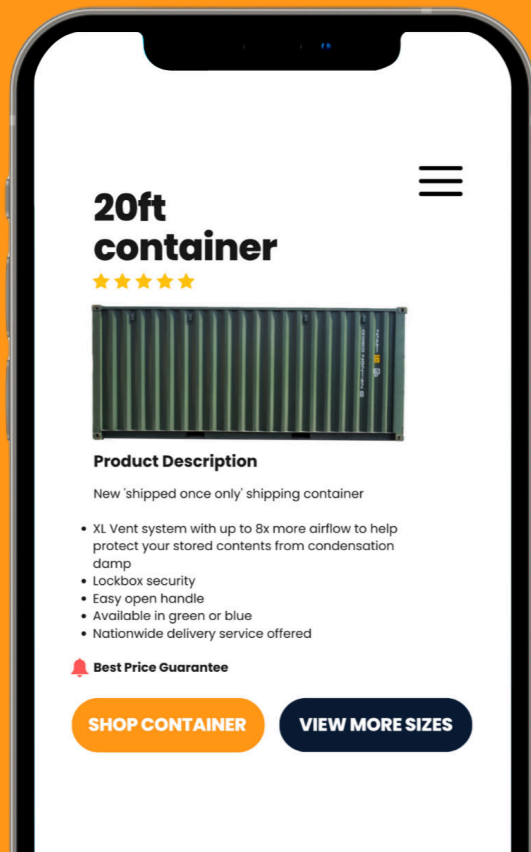 20ft
container
Product Description
New 'shipped once only' shipping container
• XL Vent system with up to 8x more airflow to help
protect your stored contents from condensation
damp
• Lockbox security
• Easy open handle
• Available in green or blue
• Nationwide delivery service offered
Best Price Guarantee
SHOP CONTAINER
VIEW MORE SIZES